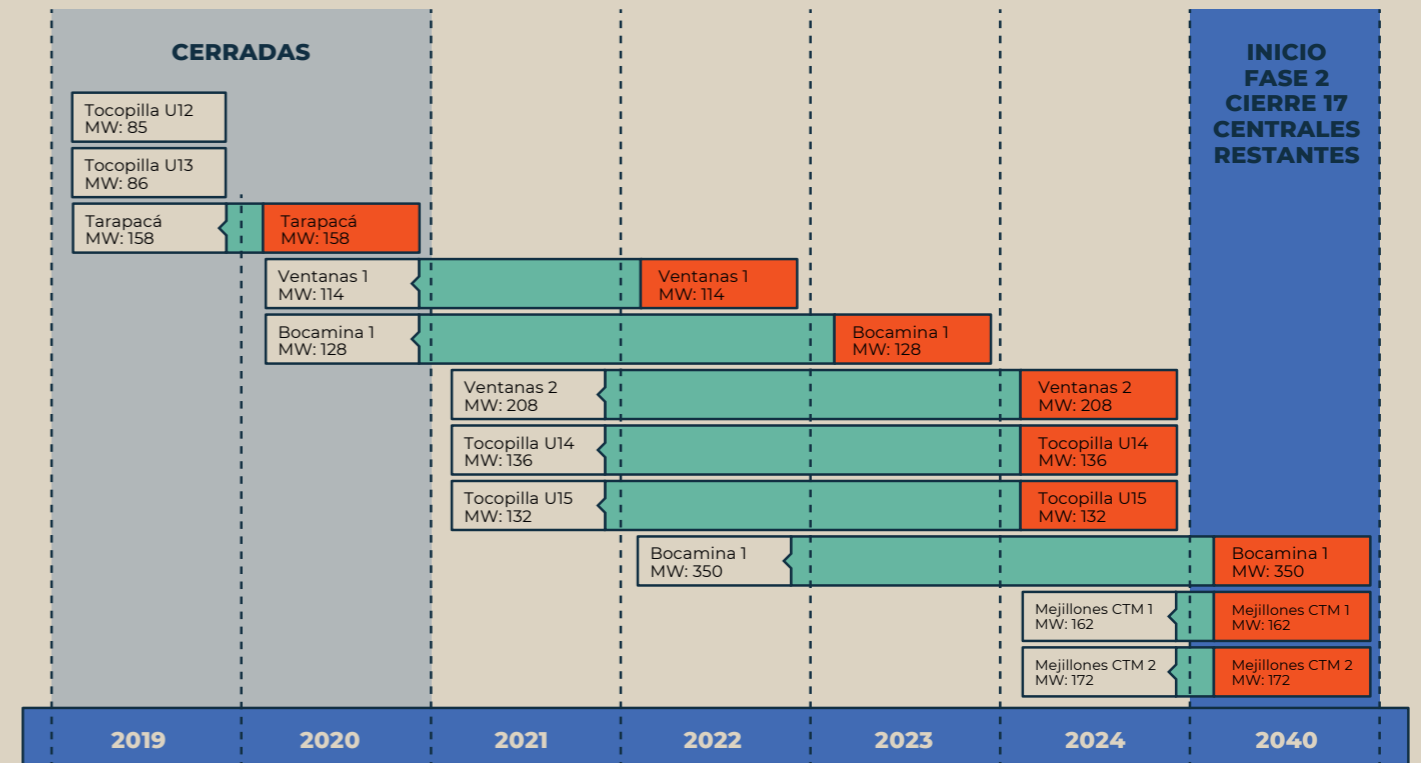 CERRADAS
INICIO
FASE 2
CIERRE 17
CENTRALES
RESTANTES
Tocopilla U12
MW: 85
Tocopilla U13
MW: 86
Tarapacá
MW: 158
Tarapacá
MW: 158
Ventanas 1
MW: 114
Ventanas 1
MW: 114
Bocamina 1
MW: 128
Bocamina 1
MW: 128
Ventanas 2
MW: 208
Ventanas 2
MW: 208
Tocopilla U14
MW: 136
Tocopilla U14
MW: 136
Tocopilla U15
MW: 132
Tocopilla U15
MW: 132
Bocamina 1
MW: 350
Bocamina 1
MW: 350
Mejillones CTM 1
MW: 162
Mejillones CTM 1
MW: 162
Mejillones CTM 2
MW: 172
Mejillones CTM 2
MW: 172
2019 2020 2021 2022 2023 2024 2040